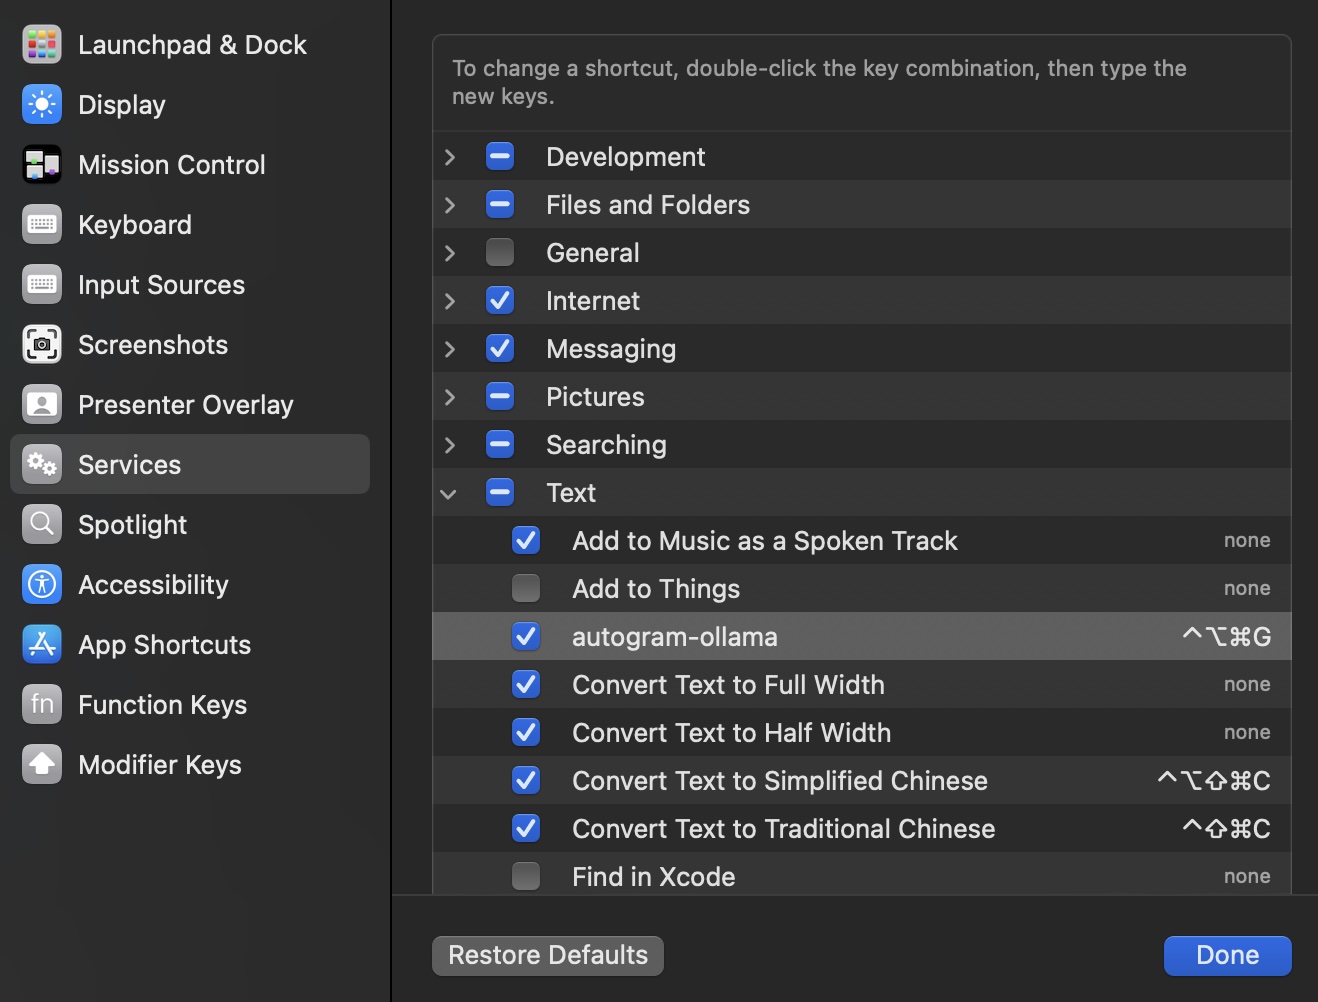 Launchpad & Dock
Display
Mission Control
Keyboard
Input Sources
Screenshots
Presenter Overlay
Services
Spotlight
Accessibility
App Shortcuts
fn Function Keys
Modifier Keys
To change a shortcut, double-click the key combination, then type the
new keys.
Development
Files and Folders
General
Internet
Messaging
Pictures
Searching
Text
Add to Music as a Spoken Track none
Add to Things none
autogram-ollama ^⌥⌘G
Convert Text to Full Width none
Convert Text to Half Width none
Convert Text to Simplified Chinese ^⌥⇧⌘C
Convert Text to Traditional Chinese ^⇧⌘C
Find in Xcode none
Restore Defaults
Done